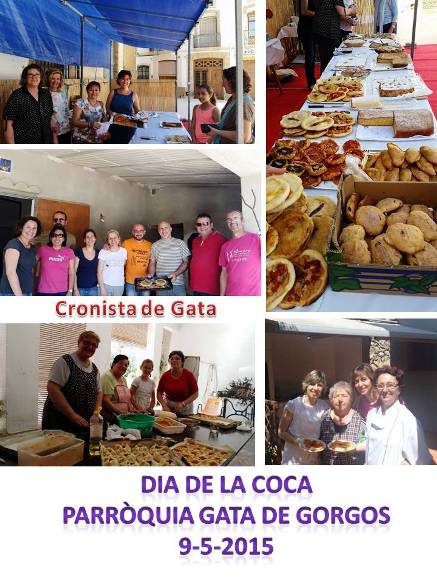 Cronista de Gata
DIA DE LA COCA
PARRÒQUIA GATA DE GORGOS
9-5-2015